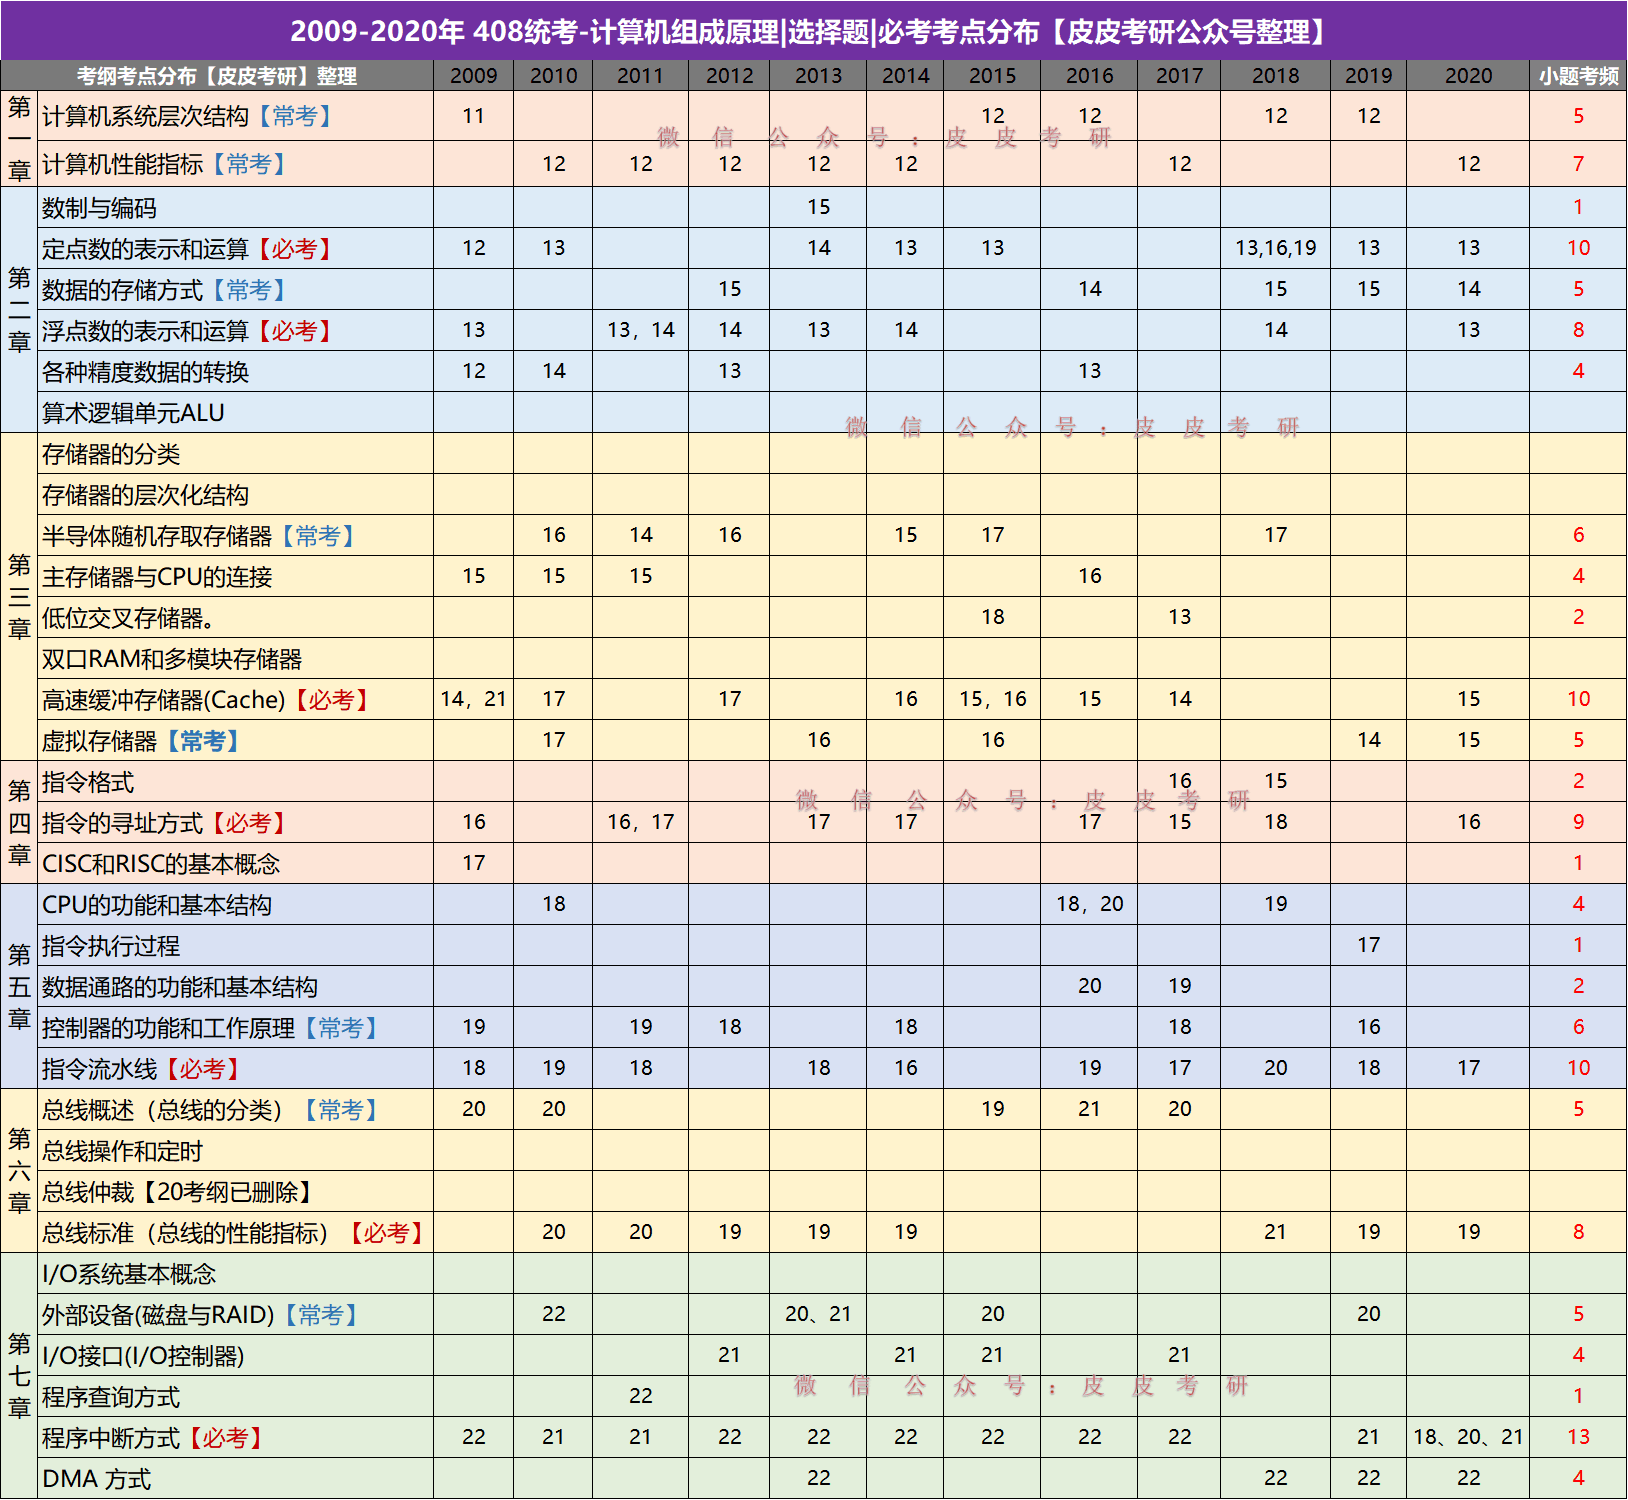 2009-2020年 408统考-计算机组成原理|选择题|必考考点分布【皮皮考研公众号整理】
考纲考点分布【皮皮考研】整理 2009 2010 2011 2012 2013 2014 2015 2016 2017 2018 2019 2020 小题考频
第一章
计算机系统层次结构【常考】 11 12 12 12 12 5
微信公众号：皮皮考研
计算机性能指标【常考】 12 12 12 12 12 12 12 7
第二章
数制与编码 15 1
定点数的表示和运算【必考】 12 13 14 13 13 13,16,19 13 13 10
数据的存储方式【常考】 15 14 15 15 14 5
浮点数的表示和运算【必考】 13 13，14 14 13 14 14 13 8
各种精度数据的转换 12 14 13 13 4
算术逻辑单元ALU
微信公众号：皮皮考研
第三章
存储器的分类
存储器的层次化结构
半导体随机存取存储器【常考】 16 14 16 15 17 17 6
主存储器与CPU的连接 15 15 15 16 4
低位交叉存储器。 18 13 2
双口RAM和多模块存储器
高速缓冲存储器(Cache)【必考】 14，21 17 17 16 15，16 15 14 15 10
虚拟存储器【常考】 17 16 16 14 15 5
第四章
指令格式 16 15 2
微信公众号：皮皮考研
指令的寻址方式【必考】 16 16，17 17 17 17 15 18 16 9
CISC和RISC的基本概念 17 1
第五章
CPU的功能和基本结构 18 18，20 19 4
指令执行过程 17 1
数据通路的功能和基本结构 20 19 2
控制器的功能和工作原理【常考】 19 19 18 18 18 16 6
指令流水线【必考】 18 19 18 18 16 19 17 20 18 17 10
第六章
总线概述（总线的分类）【常考】 20 20 19 21 20 5
总线操作和定时
总线仲裁【20考纲已删除】
总线标准（总线的性能指标）【必考】 20 20 19 19 19 21 19 19 8
第七章
I/O系统基本概念
外部设备(磁盘与RAID)【常考】 22 20、21 20 20 5
I/O接口(I/O控制器) 21 21 21 21 4
微信公众号：皮皮考研
程序查询方式 22 1
程序中断方式【必考】 22 21 21 22 22 22 22 22 22 21 18、20、21 13
DMA 方式 22 22 22 22 4